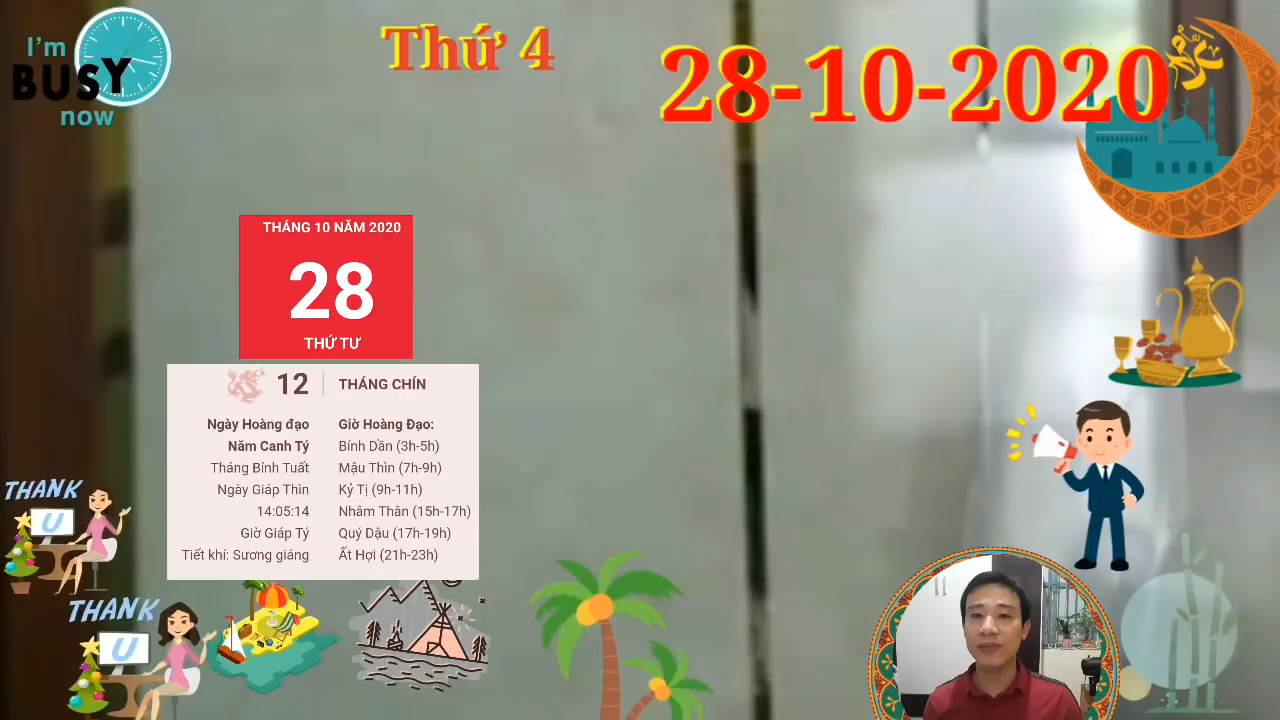 I'm
BUSY
now
Thứ 4
28-10-2020
THÁNG 10 NĂM 2020
28
THỨ TƯ
12
THÁNG CHÍN
Ngày Hoàng đạo
Năm Canh Tý
Tháng Bính Tuất
Ngày Giáp Thìn
14:05:14
Giờ Giáp Tý
Tiết khí: Sương giáng
Giờ Hoàng Đạo:
Bính Dần (3h-5h)
Mậu Thìn (7h-9h)
Kỷ Tị (9h-11h)
Nhâm Thân (15h-17h)
Quý Dậu (17h-19h)
Ất Hợi (21h-23h)
THANK
U
THANK
U